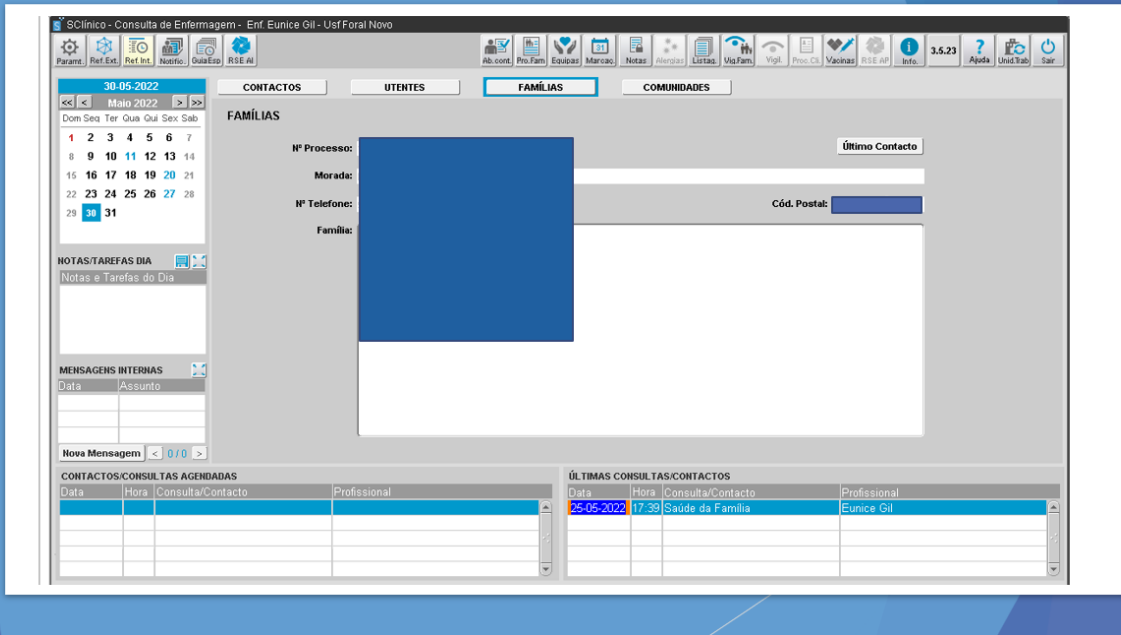 SClínico - Consulta de Enfermagem - Enf. Eunice Gil - Usf Foral Novo
Paramt. Ref.Ext. Ref.Int. Notific. GuiaEsp RSE AI Ab.cont. Pro.Fam Equipas Marcaç. Notas Alergias Listag. Vig.Fam. Vigil. Proc.Cli. Vacinas RSE AP Info. 3.5.23 Ajuda Unid.Trab Sair
30-05-2022
<< < Maio 2022 > >>
Dom Seg Ter Qua Qui Sex Sab
1 2 3 4 5 6 7
8 9 10 11 12 13 14
15 16 17 18 19 20 21
22 23 24 25 26 27 28
29 30 31
NOTAS/TAREFAS DIA
Notas e Tarefas do Dia
MENSAGENS INTERNAS
Data Assunto
Nova Mensagem < 0 / 0 >
CONTACTOS UTENTES FAMÍLIAS COMUNIDADES
FAMÍLIAS
Nº Processo: Último Contacto
Morada:
Nº Telefone: Cód. Postal:
Família:
CONTACTOS/CONSULTAS AGENDADAS
Data Hora Consulta/Contacto Profissional
ÚLTIMAS CONSULTAS/CONTACTOS
Data Hora Consulta/Contacto Profissional
25-05-2022 17:39 Saúde da Família Eunice Gil